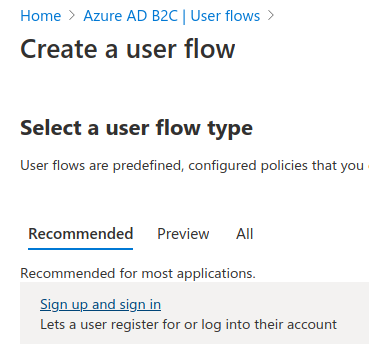 Home > Azure AD B2C | User flows >
Create a user flow
Select a user flow type
User flows are predefined, configured policies that you
Recommended Preview All
Recommended for most applications.
Sign up and sign in
Lets a user register for or log into their account